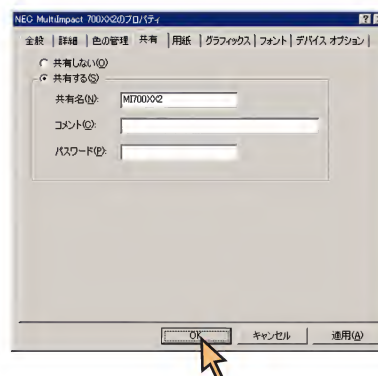 NEC MultiImpact 700XX2のプロパティ
全般 詳細 色の管理 共有 用紙 グラフィックス フォント デバイス オプション
共有しない(O)
共有する(S)
共有名(N): MI700XX2
コメント(C):
パスワード(P):
OK キャンセル 適用(A)